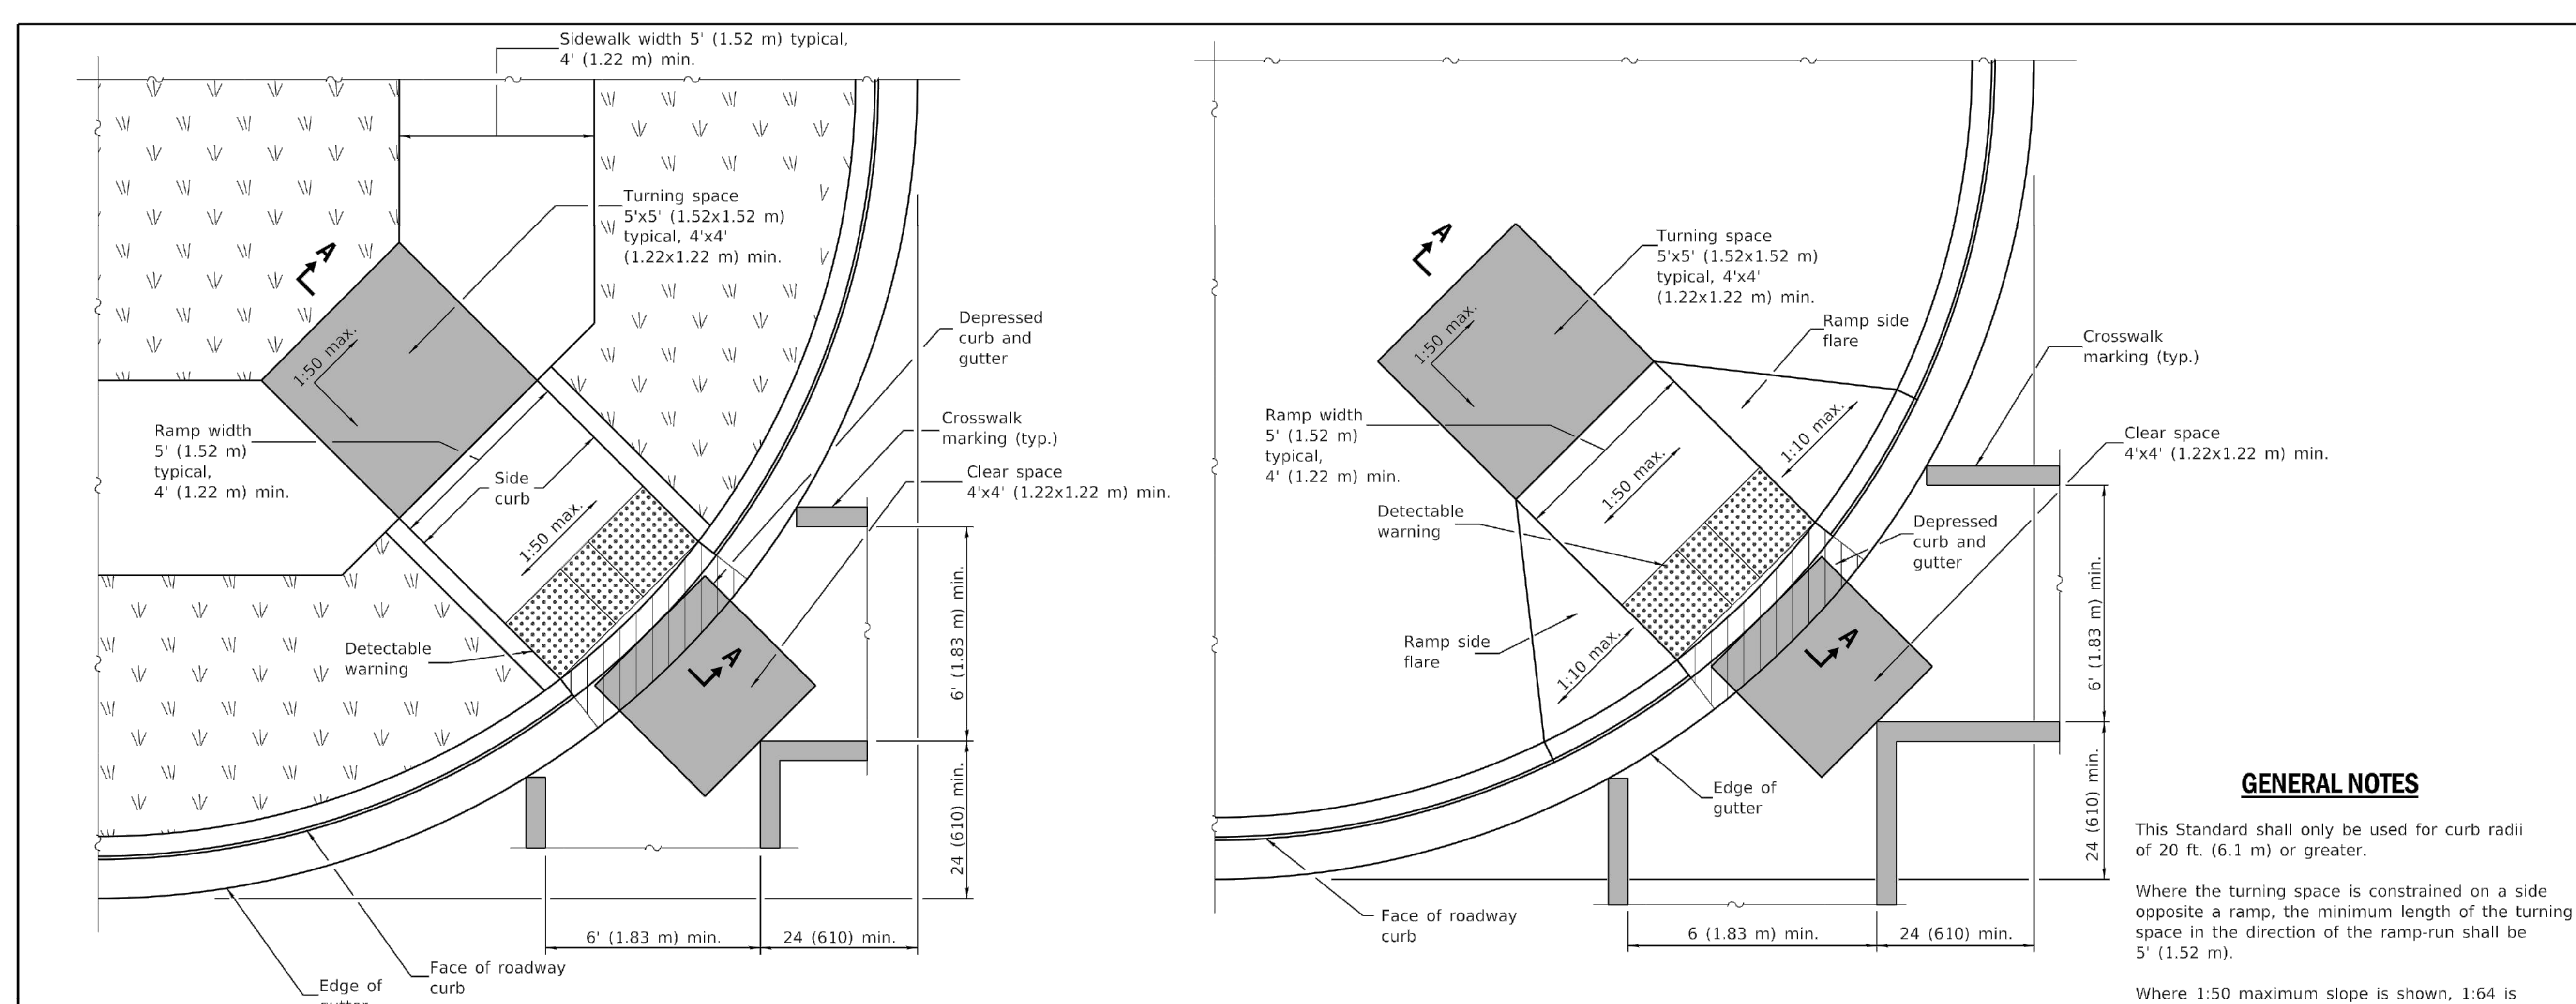 Sidewalk width 5' (1.52 m) typical,
4' (1.22 m) min.
Turning space
5'x5' (1.52x1.52 m)
typical, 4'x4'
(1.22x1.22 m) min.
A
1:50 max.
Depressed
curb and
gutter
Crosswalk
marking (typ.)
Clear space
4'x4' (1.22x1.22 m) min.
Ramp width
5' (1.52 m)
typical,
4' (1.22 m) min.
Side
curb
1:50 max.
Detectable
warning
A
6' (1.83 m) min.
24 (610) min.
6' (1.83 m) min.
24 (610) min.
Face of roadway
curb
Edge of
gutter
Turning space
5'x5' (1.52x1.52 m)
typical, 4'x4'
(1.22x1.22 m) min.
A
1:50 max.
Ramp side
flare
Crosswalk
marking (typ.)
Ramp width
5' (1.52 m)
typical,
4' (1.22 m) min.
1:10 max.
Clear space
4'x4' (1.22x1.22 m) min.
1:50 max.
Detectable
warning
Depressed
curb and
gutter
Ramp side
flare
1:10 max.
A
6' (1.83 m) min.
24 (610) min.
Edge of
gutter
Face of roadway
curb
6 (1.83 m) min.
24 (610) min.
GENERAL NOTES
This Standard shall only be used for curb radii
of 20 ft. (6.1 m) or greater.
Where the turning space is constrained on a side
opposite a ramp, the minimum length of the turning
space in the direction of the ramp-run shall be
5' (1.52 m).
Where 1:50 maximum slope is shown, 1:64 is